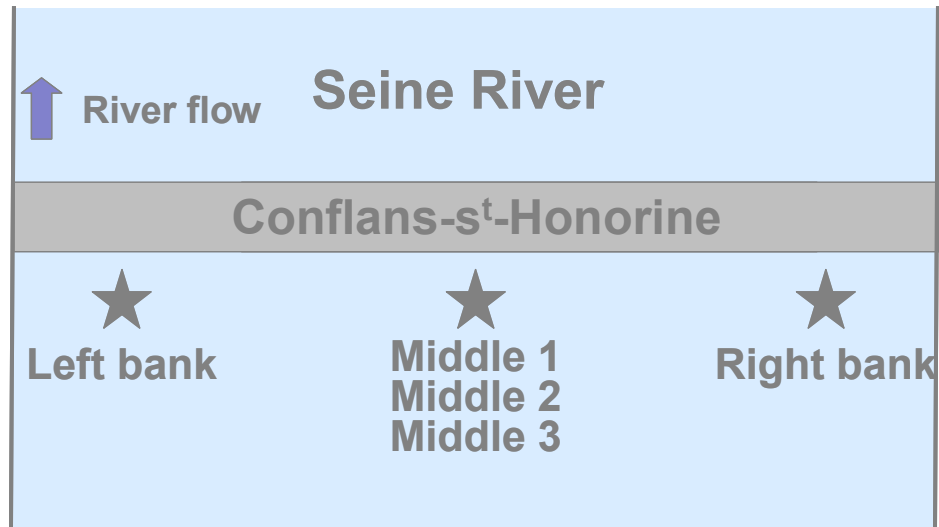 Seine River
River flow
Conflans-sᵗ-Honorine
Left bank
Middle 1
Middle 2
Middle 3
Right bank